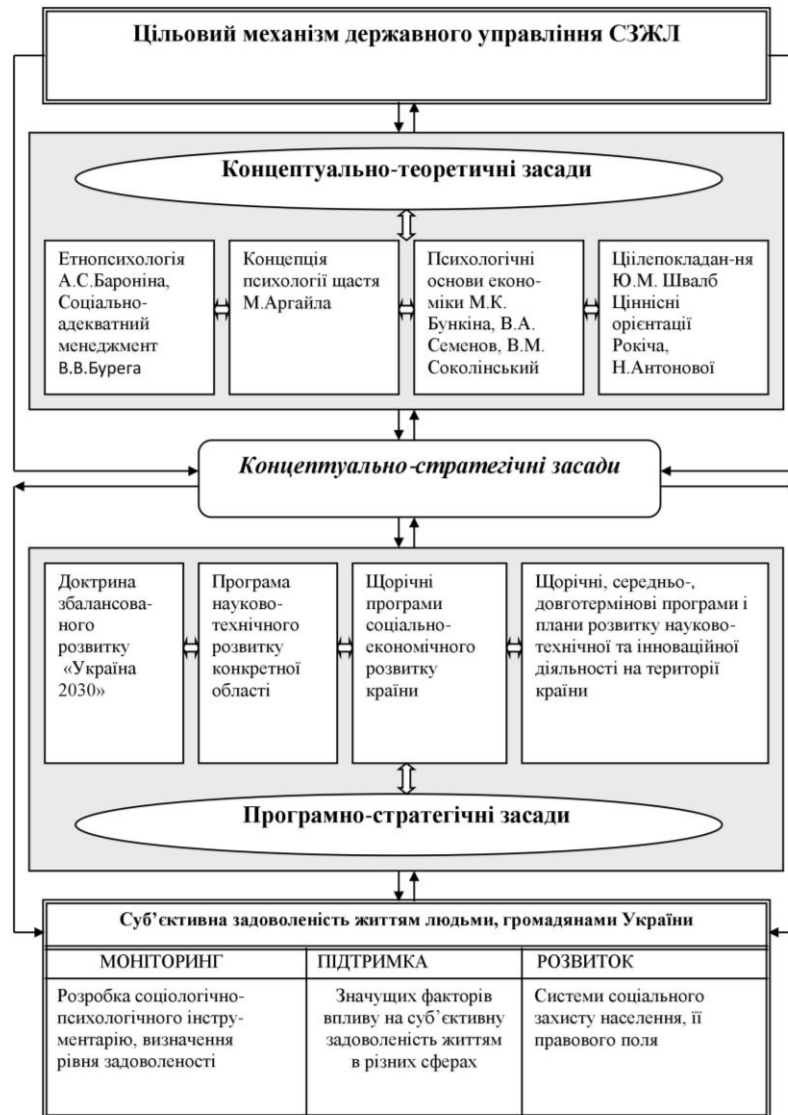 Цільовий механізм державного управління СЗЖЛ
Концептуально-теоретичні засади
Етнопсихологія
А.С.Бароніна,
Соціально-
адекватний
менеджмент
В.В.Бурега
Концепція
психології щастя
М.Аргайла
Психологічні
основи еконо-
міки М.К.
Бункіна, В.А.
Семенов, В.М.
Соколінський
Ціілепокладан-ня
Ю.М. Швалб
Ціннісні
орієнтації
Рокіча,
Н.Антонової
Концептуально-стратегічні засади
Доктрина
збалансова-
ного
розвитку
«Україна
2030»
Програма
науково-
технічного
розвитку
конкретної
області
Щорічні
програми
соціально-
економічного
розвитку
країни
Щорічні, середньо-,
довготермінові програми і
плани розвитку науково-
технічної та інноваційної
діяльності на території
країни
Програмно-стратегічні засади
Суб’єктивна задоволеність життям людьми, громадянами України
МОНІТОРИНГ
Розробка соціологічно-
психологічного інстру-
ментарію, визначення
рівня задоволеності
ПІДТРИМКА
Значущих факторів
впливу на суб’єктивну
задоволеність життям
в різних сферах
РОЗВИТОК
Системи соціального
захисту населення, її
правового поля